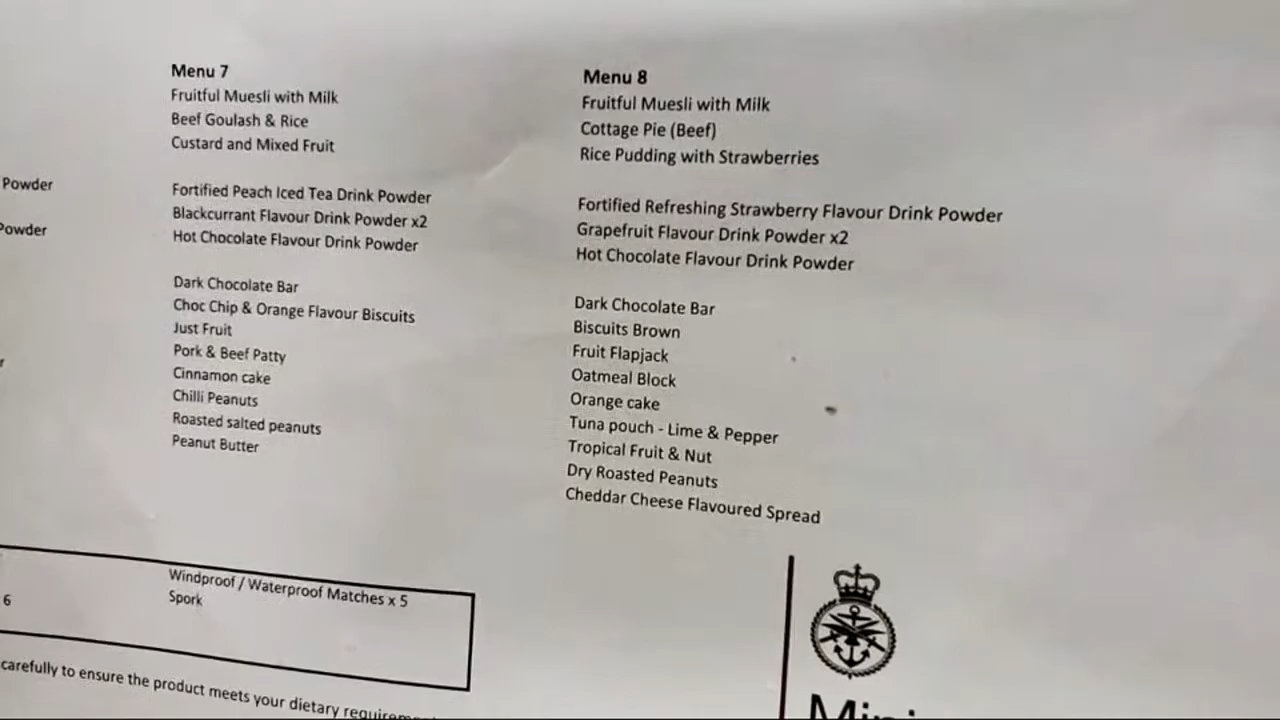 Powder
Powder
Menu 7
Fruitful Muesli with Milk
Beef Goulash & Rice
Custard and Mixed Fruit
Fortified Peach Iced Tea Drink Powder
Blackcurrant Flavour Drink Powder x2
Hot Chocolate Flavour Drink Powder
Dark Chocolate Bar
Choc Chip & Orange Flavour Biscuits
Just Fruit
Pork & Beef Patty
Cinnamon cake
Chilli Peanuts
Roasted salted peanuts
Peanut Butter
Menu 8
Fruitful Muesli with Milk
Cottage Pie (Beef)
Rice Pudding with Strawberries
Fortified Refreshing Strawberry Flavour Drink Powder
Grapefruit Flavour Drink Powder x2
Hot Chocolate Flavour Drink Powder
Dark Chocolate Bar
Biscuits Brown
Fruit Flapjack
Oatmeal Block
Orange cake
Tuna pouch - Lime & Pepper
Tropical Fruit & Nut
Dry Roasted Peanuts
Cheddar Cheese Flavoured Spread
Windproof / Waterproof Matches x 5
6 Spork
carefully to ensure the product meets your dietary